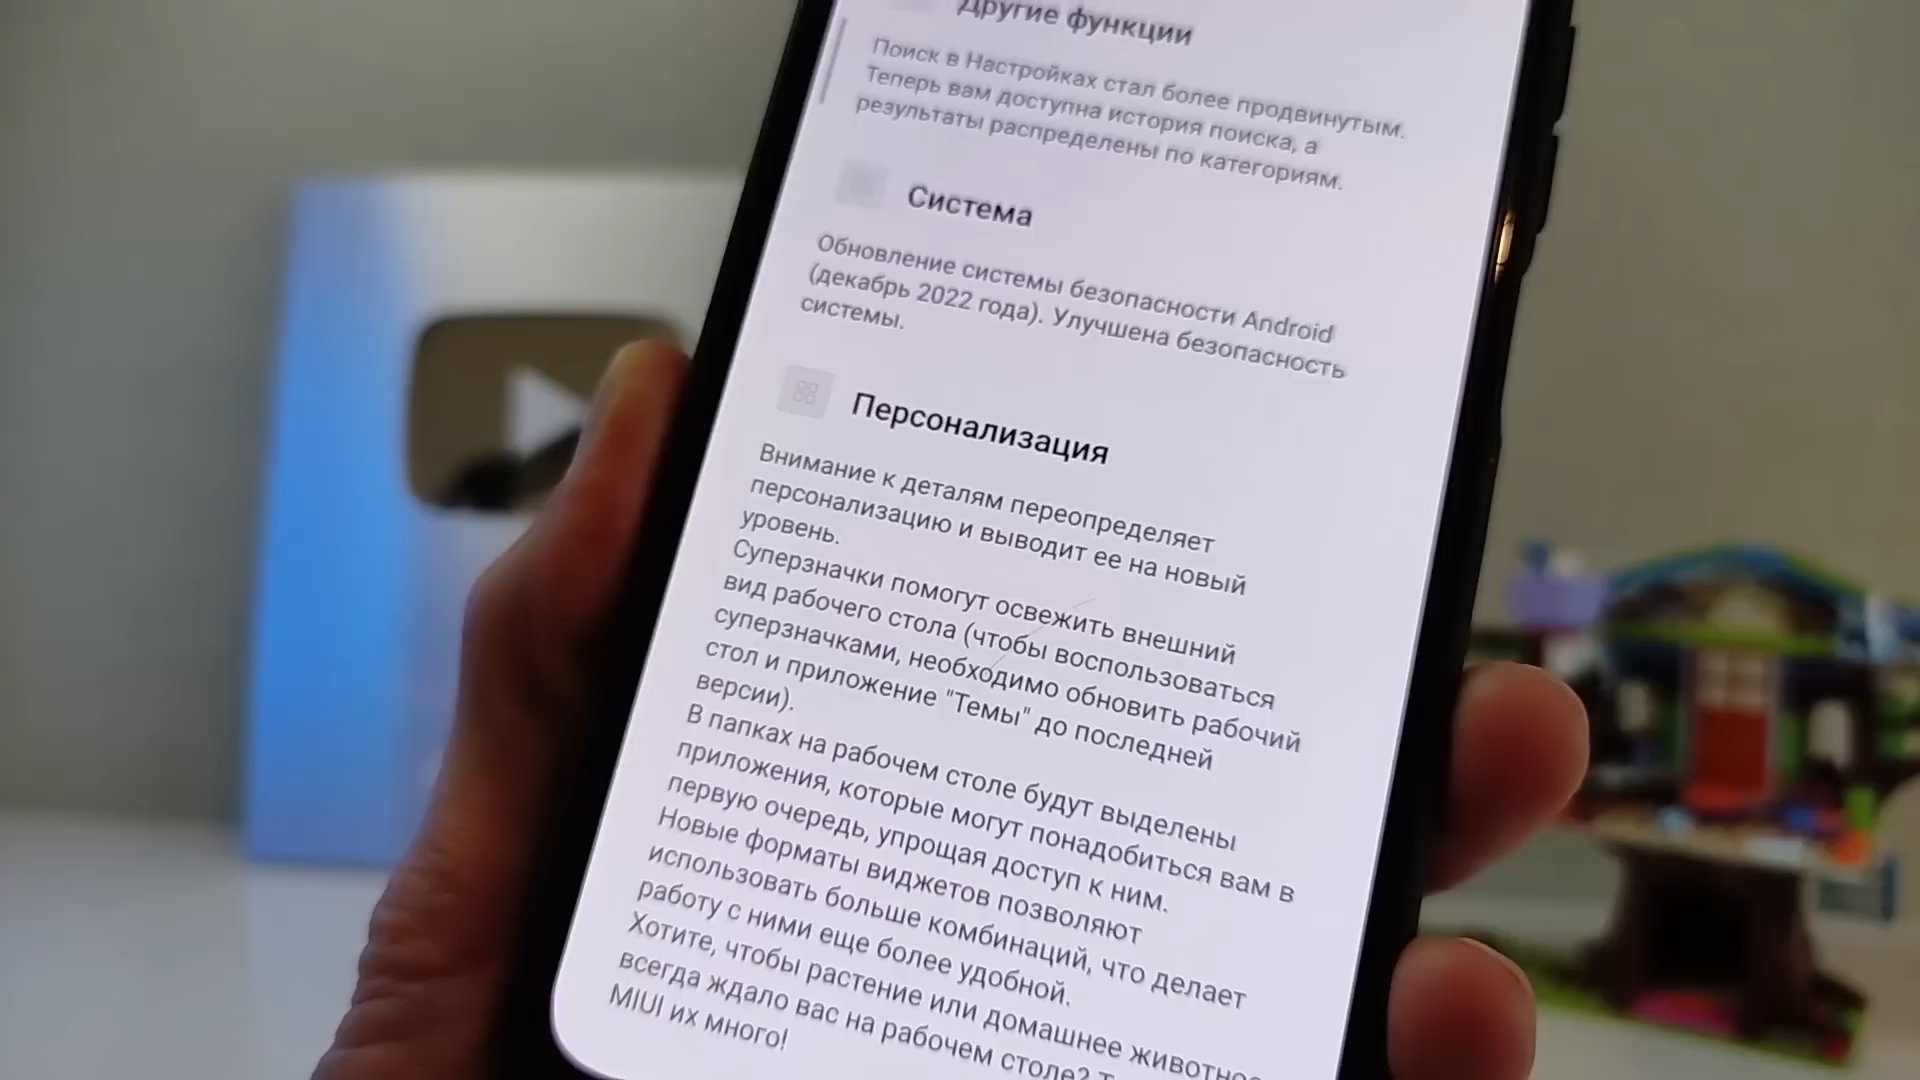 Другие функции
Поиск в Настройках стал более продвинутым.
Теперь вам доступна история поиска, а
результаты распределены по категориям.
Система
Обновление системы безопасности Android
(декабрь 2022 года). Улучшена безопасность
системы.
Персонализация
Внимание к деталям переопределяет
персонализацию и выводит ее на новый
уровень.
Суперзначки помогут освежить внешний
вид рабочего стола (чтобы воспользоваться
суперзначками, необходимо обновить рабочий
стол и приложение "Темы" до последней
версии).
В папках на рабочем столе будут выделены
приложения, которые могут понадобиться вам в
первую очередь, упрощая доступ к ним.
Новые форматы виджетов позволяют
использовать больше комбинаций, что делает
работу с ними еще более удобной.
Хотите, чтобы растение или домашнее животное
всегда ждало вас на рабочем столе?
MIUI их много!